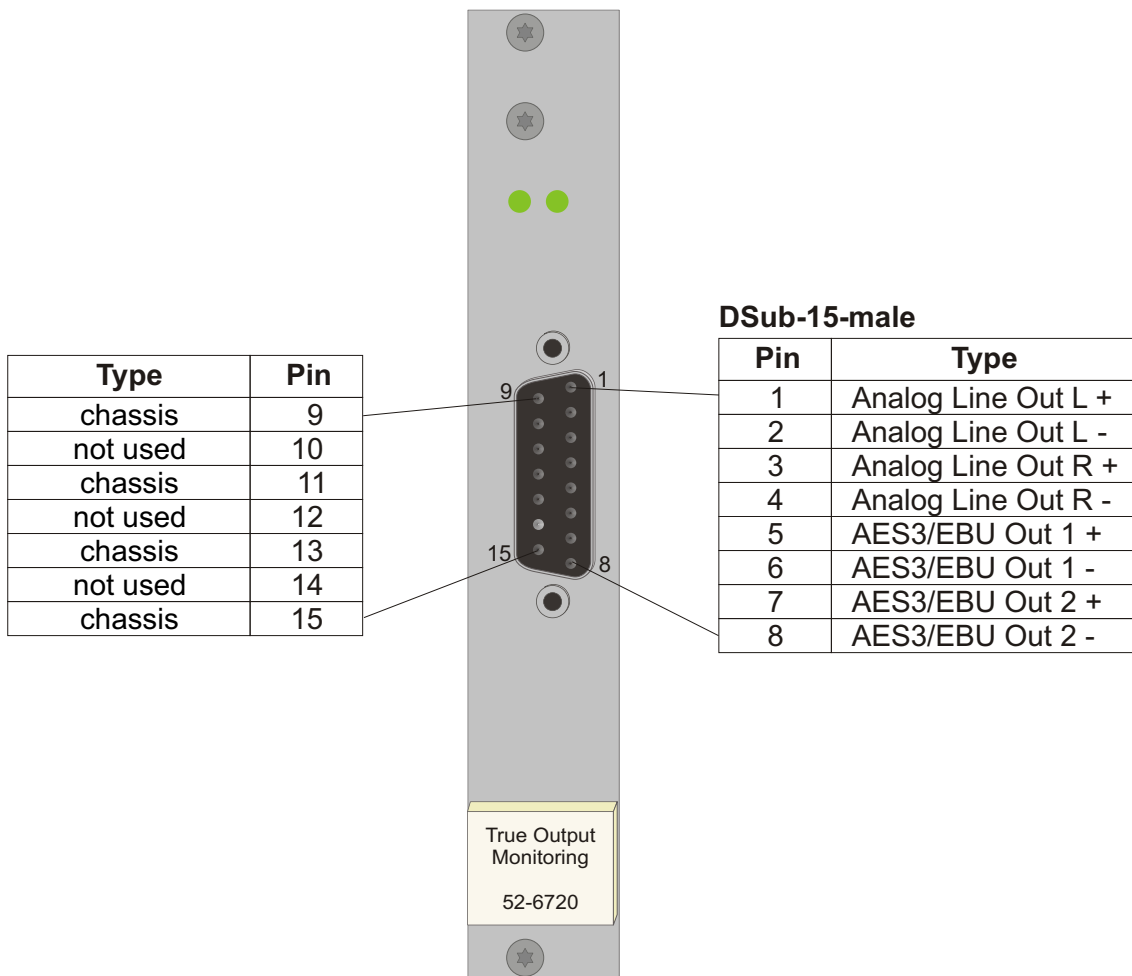 DSub-15-male
Type Pin
chassis 9
not used 10
chassis 11
not used 12
chassis 13
not used 14
chassis 15
9 1
15 8
Pin Type
1 Analog Line Out L +
2 Analog Line Out L -
3 Analog Line Out R +
4 Analog Line Out R -
5 AES3/EBU Out 1 +
6 AES3/EBU Out 1 -
7 AES3/EBU Out 2 +
8 AES3/EBU Out 2 -
True Output
Monitoring
52-6720